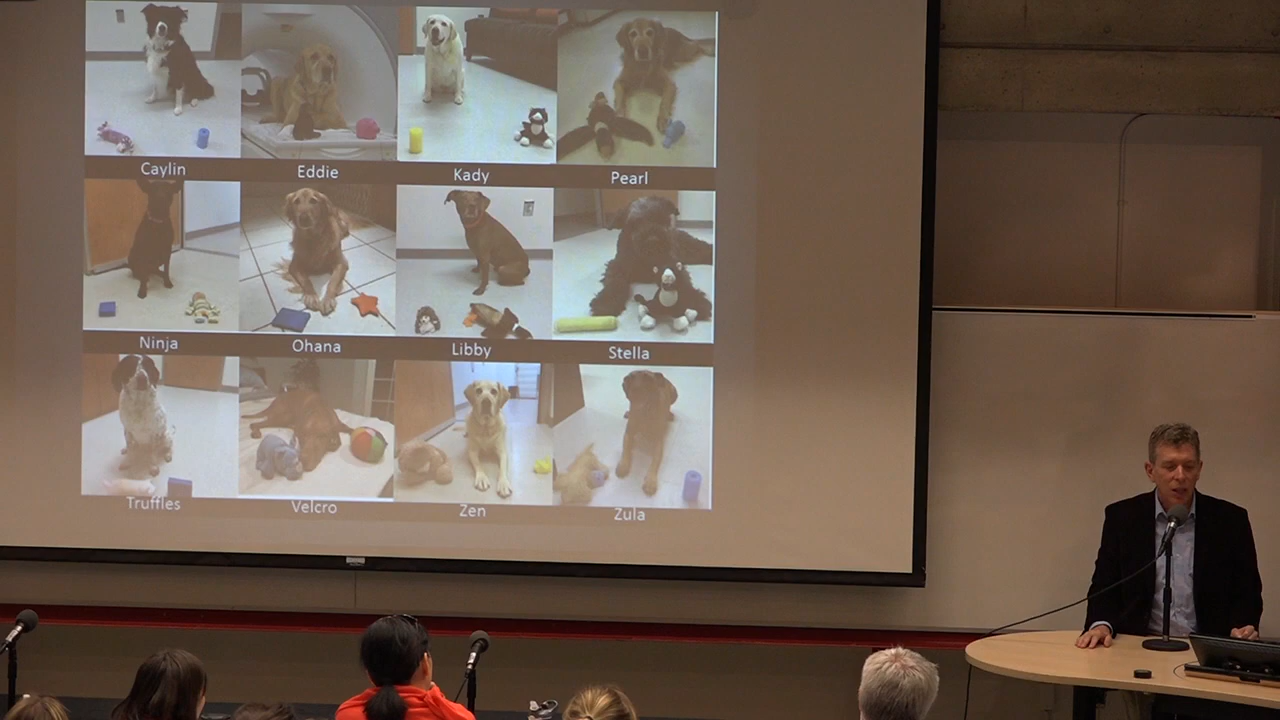 Caylin Eddie Kady Pearl
Ninja Ohana Libby Stella
Truffles Velcro Zen Zula